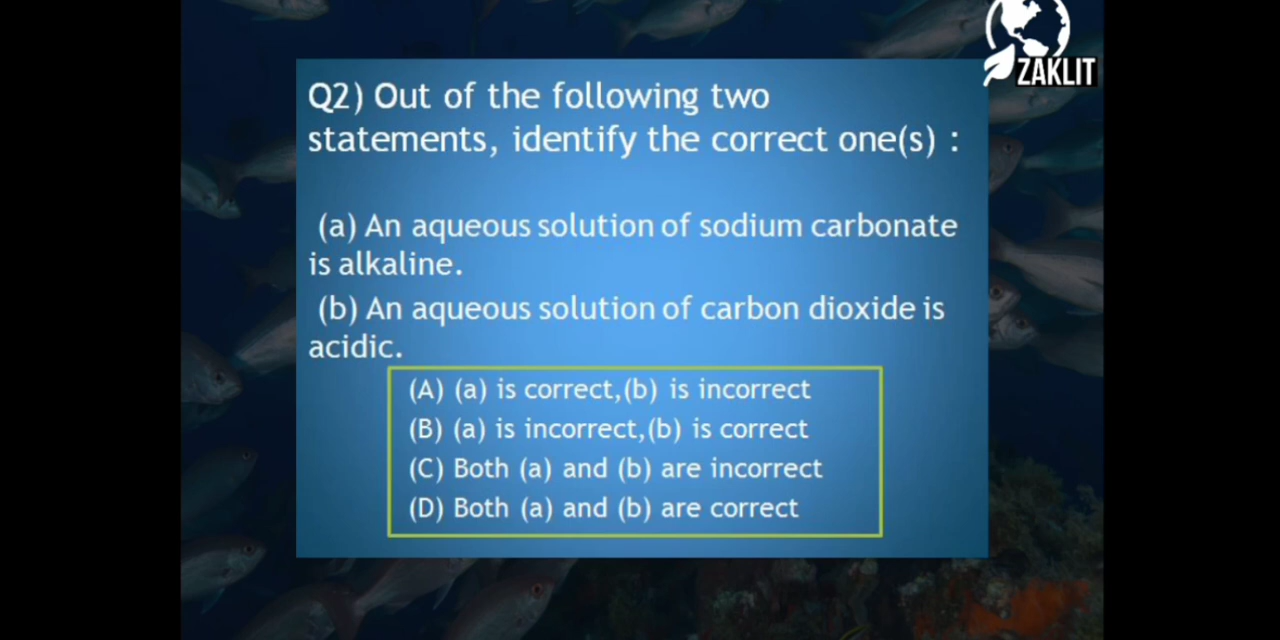 ZAKLIT
Q2) Out of the following two
statements, identify the correct one(s) :
(a) An aqueous solution of sodium carbonate
is alkaline.
(b) An aqueous solution of carbon dioxide is
acidic.
(A) (a) is correct,(b) is incorrect
(B) (a) is incorrect,(b) is correct
(C) Both (a) and (b) are incorrect
(D) Both (a) and (b) are correct